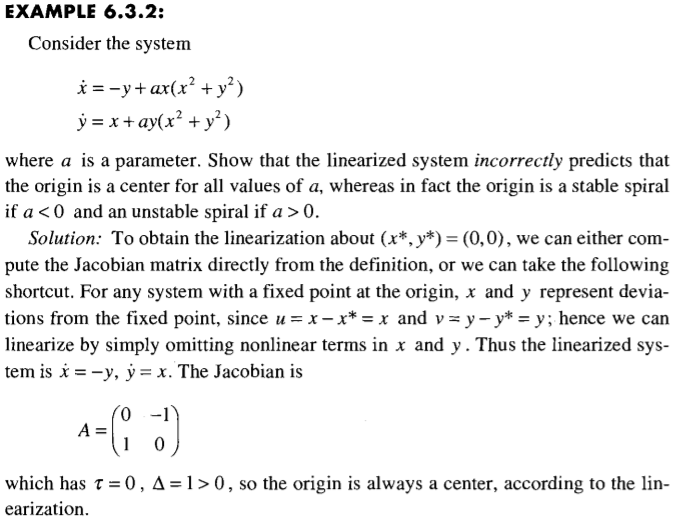 EXAMPLE 6.3.2:
Consider the system
ẋ = −y + ax(x² + y²)
ẏ = x + ay(x² + y²)
where a is a parameter. Show that the linearized system incorrectly predicts that
the origin is a center for all values of a, whereas in fact the origin is a stable spiral
if a < 0 and an unstable spiral if a > 0.
Solution: To obtain the linearization about (x*, y*) = (0,0), we can either com-
pute the Jacobian matrix directly from the definition, or we can take the following
shortcut. For any system with a fixed point at the origin, x and y represent devia-
tions from the fixed point, since u = x − x* = x and v = y − y* = y; hence we can
linearize by simply omitting nonlinear terms in x and y. Thus the linearized sys-
tem is ẋ = −y, ẏ = x. The Jacobian is
A = (0 −1
1 0)
which has τ = 0, Δ = 1 > 0, so the origin is always a center, according to the lin-
earization.